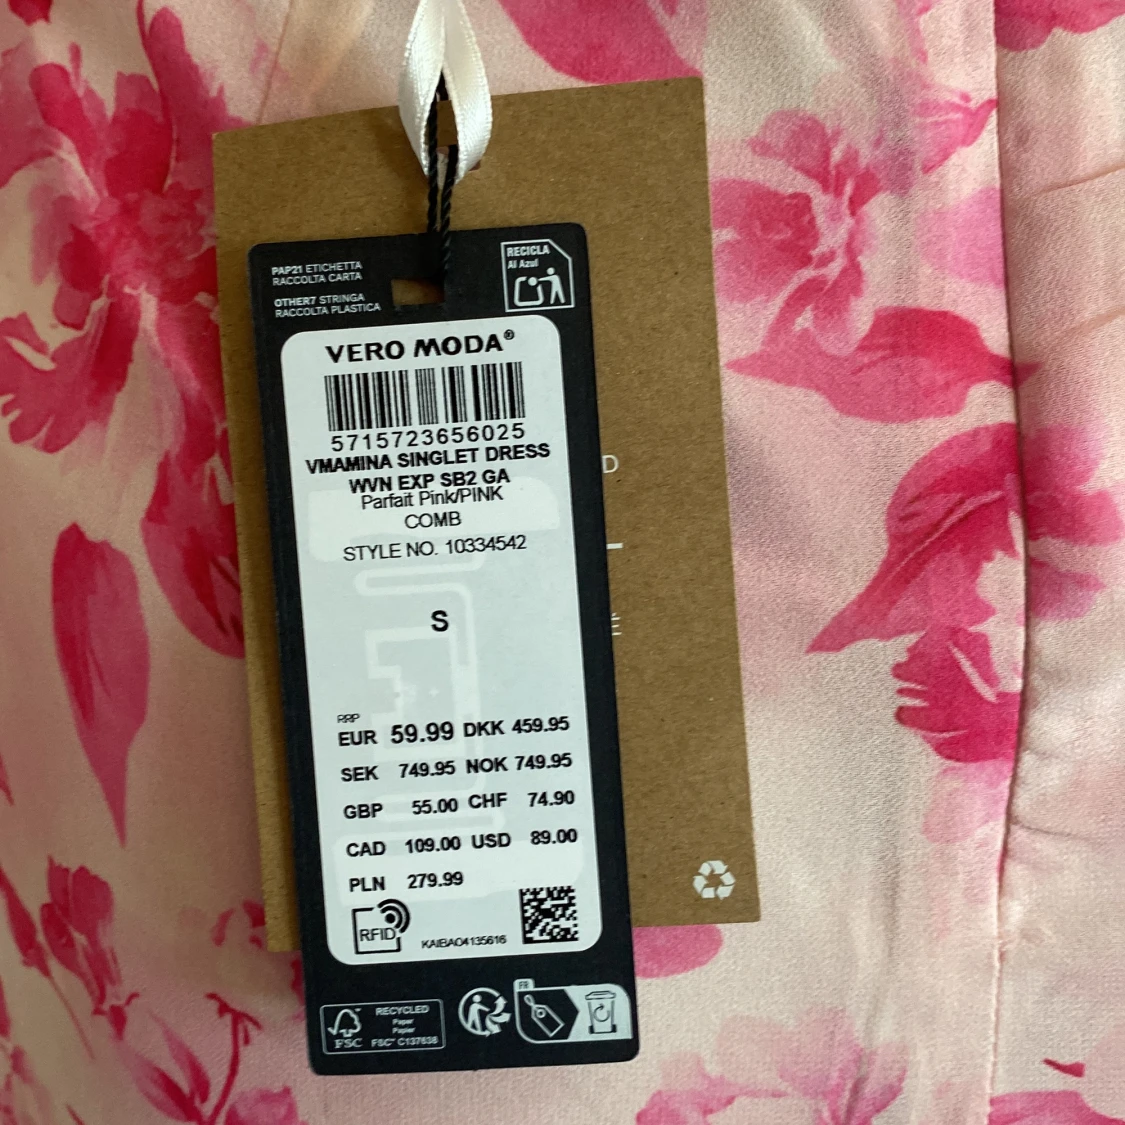 PAP21 ETICHETTA
RACCOLTA CARTA
OTHER7 STRINGA
RACCOLTA PLASTICA
RECICLA
Al Azul
VERO MODA®
5715723656025
VMAMINA SINGLET DRESS
WVN EXP SB2 GA
Parfait Pink/PINK
COMB
STYLE NO. 10334542
S
RRP
EUR 59.99 DKK 459.95
SEK 749.95 NOK 749.95
GBP 55.00 CHF 74.90
CAD 109.00 USD 89.00
PLN 279.99
RFID
KAIBAO4135616
FSC
RECYCLED
Paper
Papier
FSC® C137636
FR
D